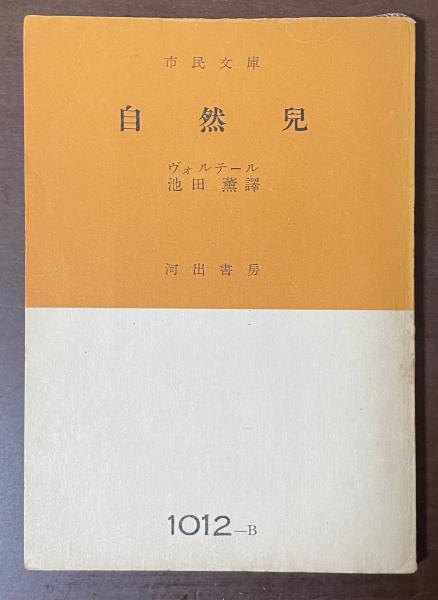 市民文庫
自然兒
ヴォルテール
池田薫譯
河出書房
1012—B